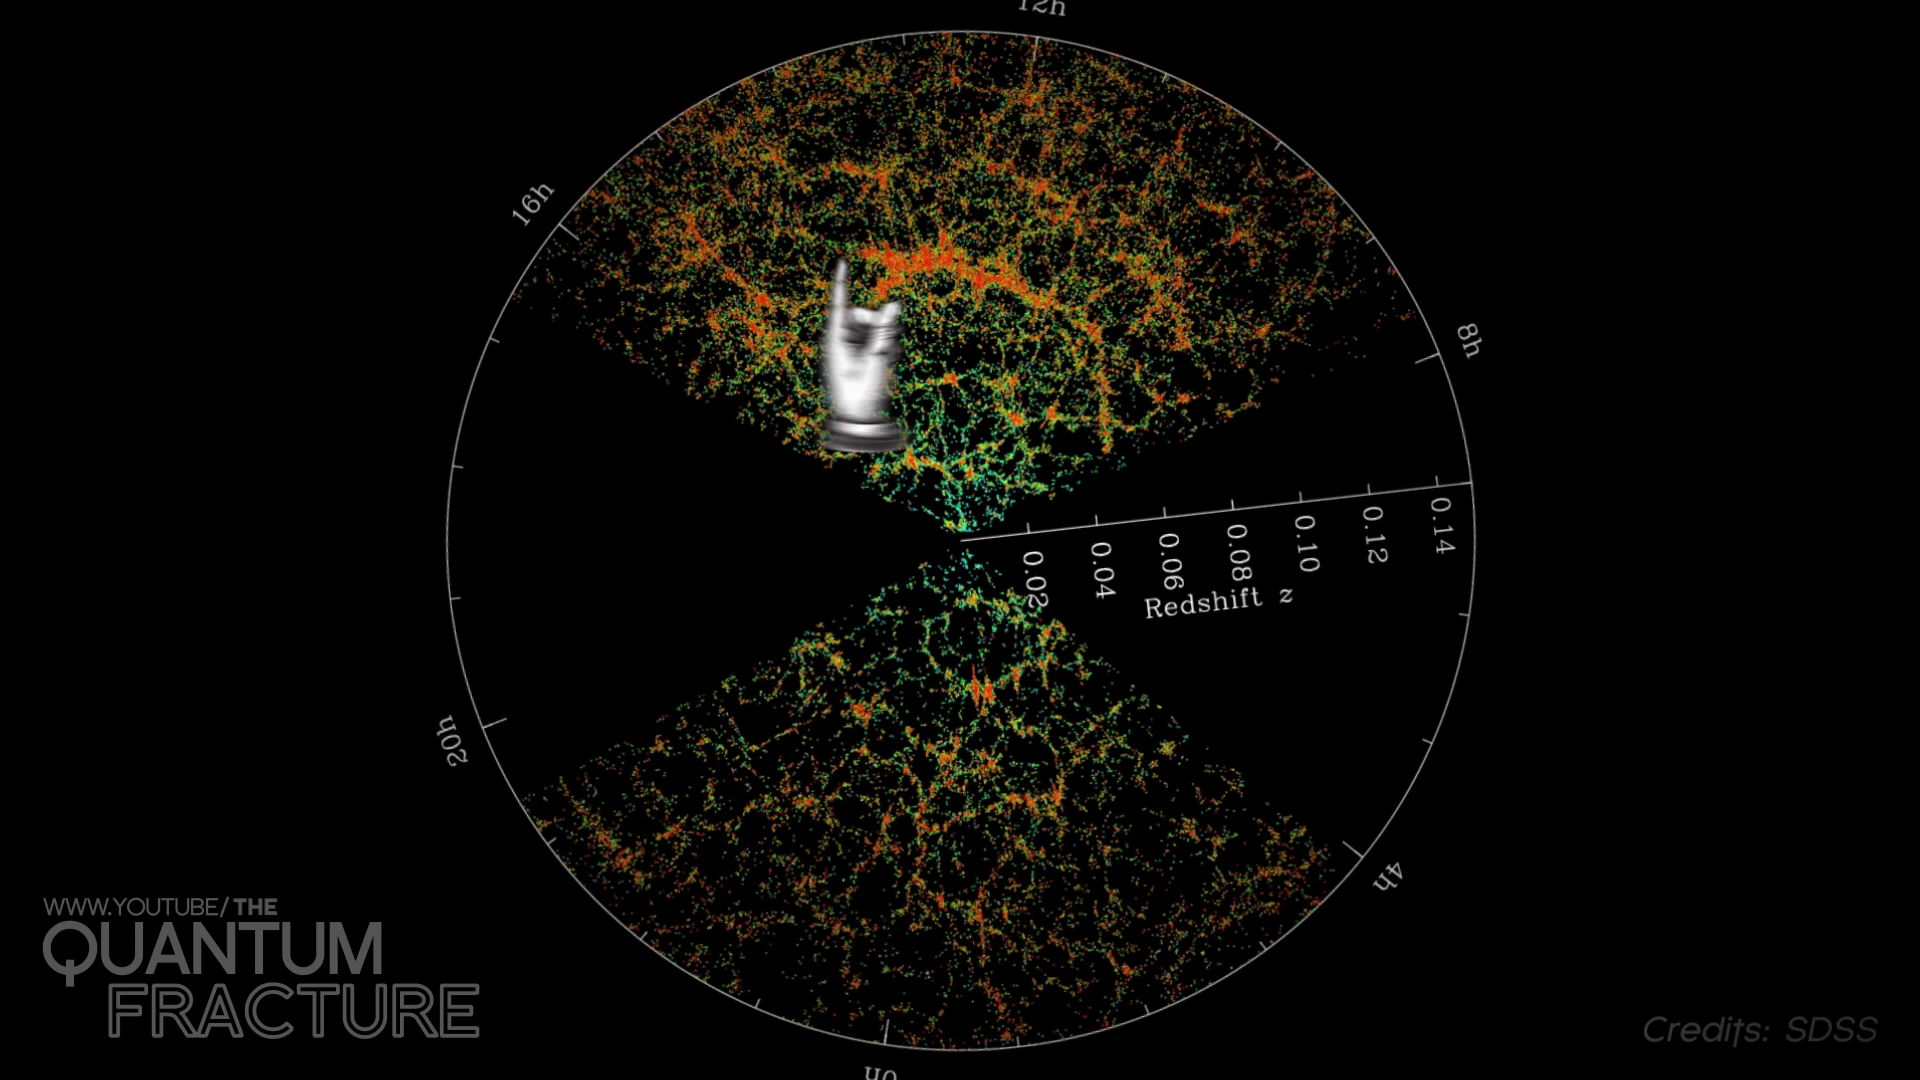 12h
16h
8h
0.02
0.04
0.06
0.08
0.10
0.12
0.14
Redshift z
20h
4h
WWW.YOUTUBE/THE
QUANTUM
FRACTURE
Credits: SDSS
0h